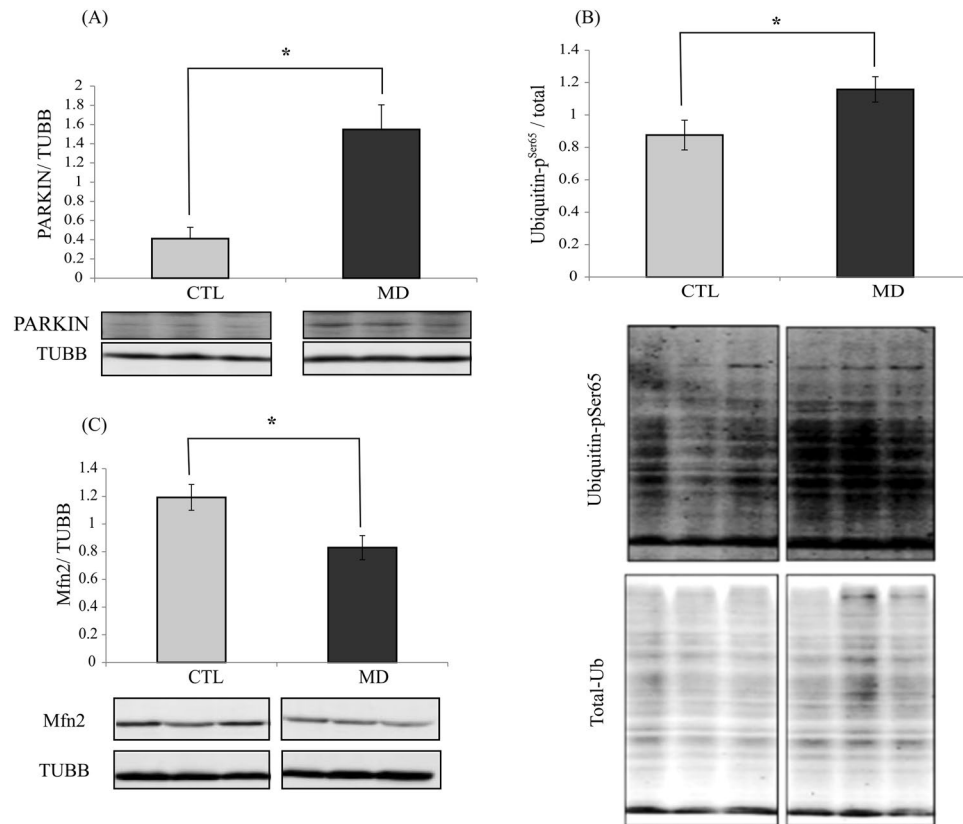 (A)
*
PARKIN/ TUBB
2
1.8
1.6
1.4
1.2
1
0.8
0.6
0.4
0.2
0
CTL MD
PARKIN
TUBB
(B)
*
Ubiquitin-pSer65 / total
1.4
1.2
1
0.8
0.6
0.4
0.2
0
CTL MD
Ubiquitin-pSer65
Total-Ub
(C)
*
Mfn2/ TUBB
1.4
1.2
1
0.8
0.6
0.4
0.2
0
CTL MD
Mfn2
TUBB